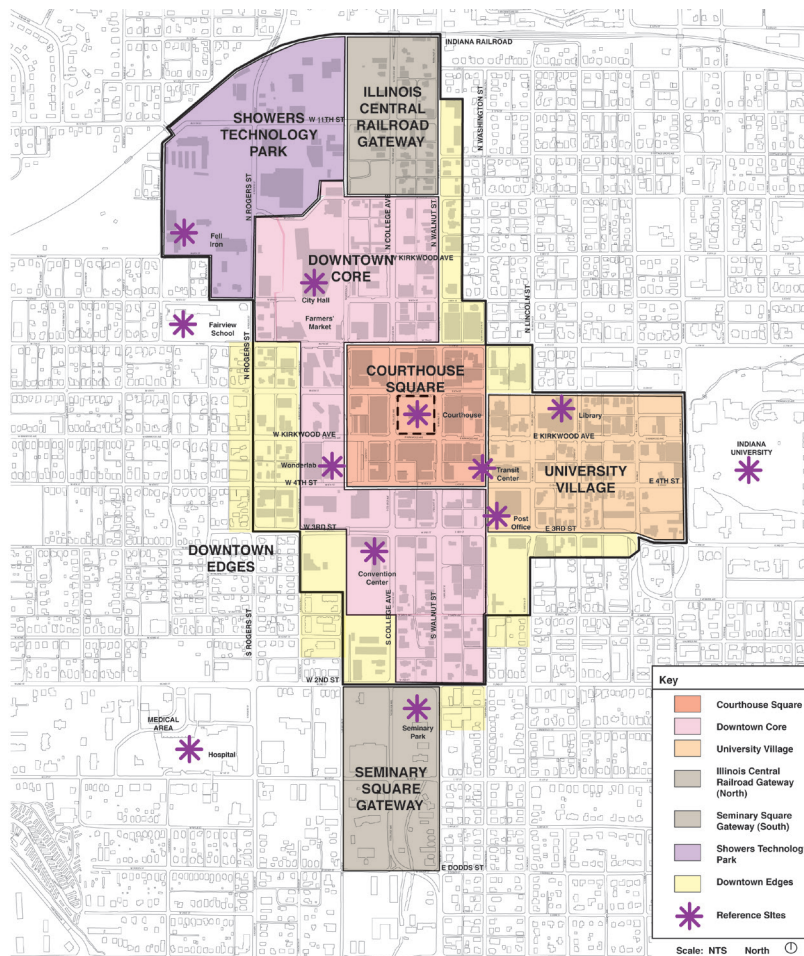 INDIANA RAILROAD
ILLINOIS
CENTRAL
RAILROAD
GATEWAY
N WASHINGTON ST
SHOWERS
TECHNOLOGY
PARK
W 11TH ST
N ROGERS ST
N COLLEGE AVE
N WALNUT ST
Fell
Iron
DOWNTOWN
CORE
W KIRKWOOD AVE
City Hall
Farmers'
Market
N LINCOLN ST
Fairview
School
N ROGERS ST
COURTHOUSE
SQUARE
Courthouse
Library
W KIRKWOOD AVE
E KIRKWOOD AVE
INDIANA
UNIVERSITY
Wonderlab
Transit
Center
UNIVERSITY
VILLAGE
W 4TH ST
E 4TH ST
Post
Office
W 3RD ST
E 3RD ST
DOWNTOWN
EDGES
Convention
Center
S ROGERS ST
S COLLEGE AVE
S WALNUT ST
W 2ND ST
MEDICAL
AREA
Hospital
Seminary
Park
SEMINARY
SQUARE
GATEWAY
E DODDS ST
Key
Courthouse Square
Downtown Core
University Village
Illinois Central
Railroad Gateway
(North)
Seminary Square
Gateway (South)
Showers Technology
Park
Downtown Edges
Reference Sites
Scale: NTS North